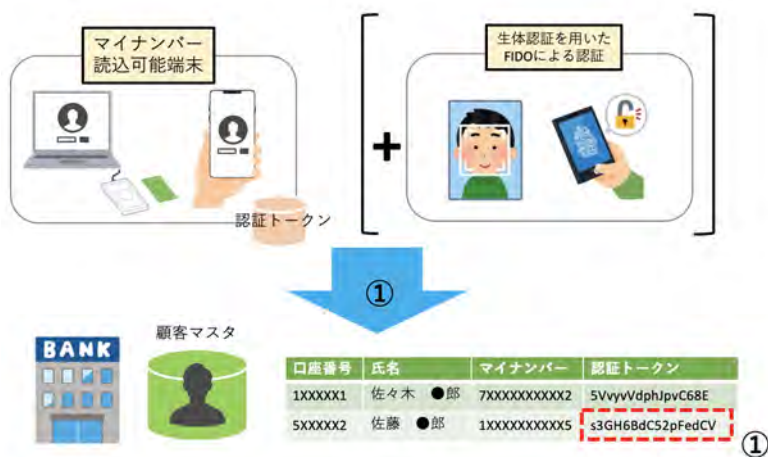 マイナンバー
読込可能端末
生体認証を用いた
FIDOによる認証
+
認証トークン
①
BANK
顧客マスタ
口座番号 氏名 マイナンバー 認証トークン
1XXXXX1 佐々木 ●郎 7XXXXXXXXXX2 5VvyvVdphJpvC68E
5XXXXX2 佐藤 ●郎 1XXXXXXXXXX5 s3GH6BdC52pFedCV
①